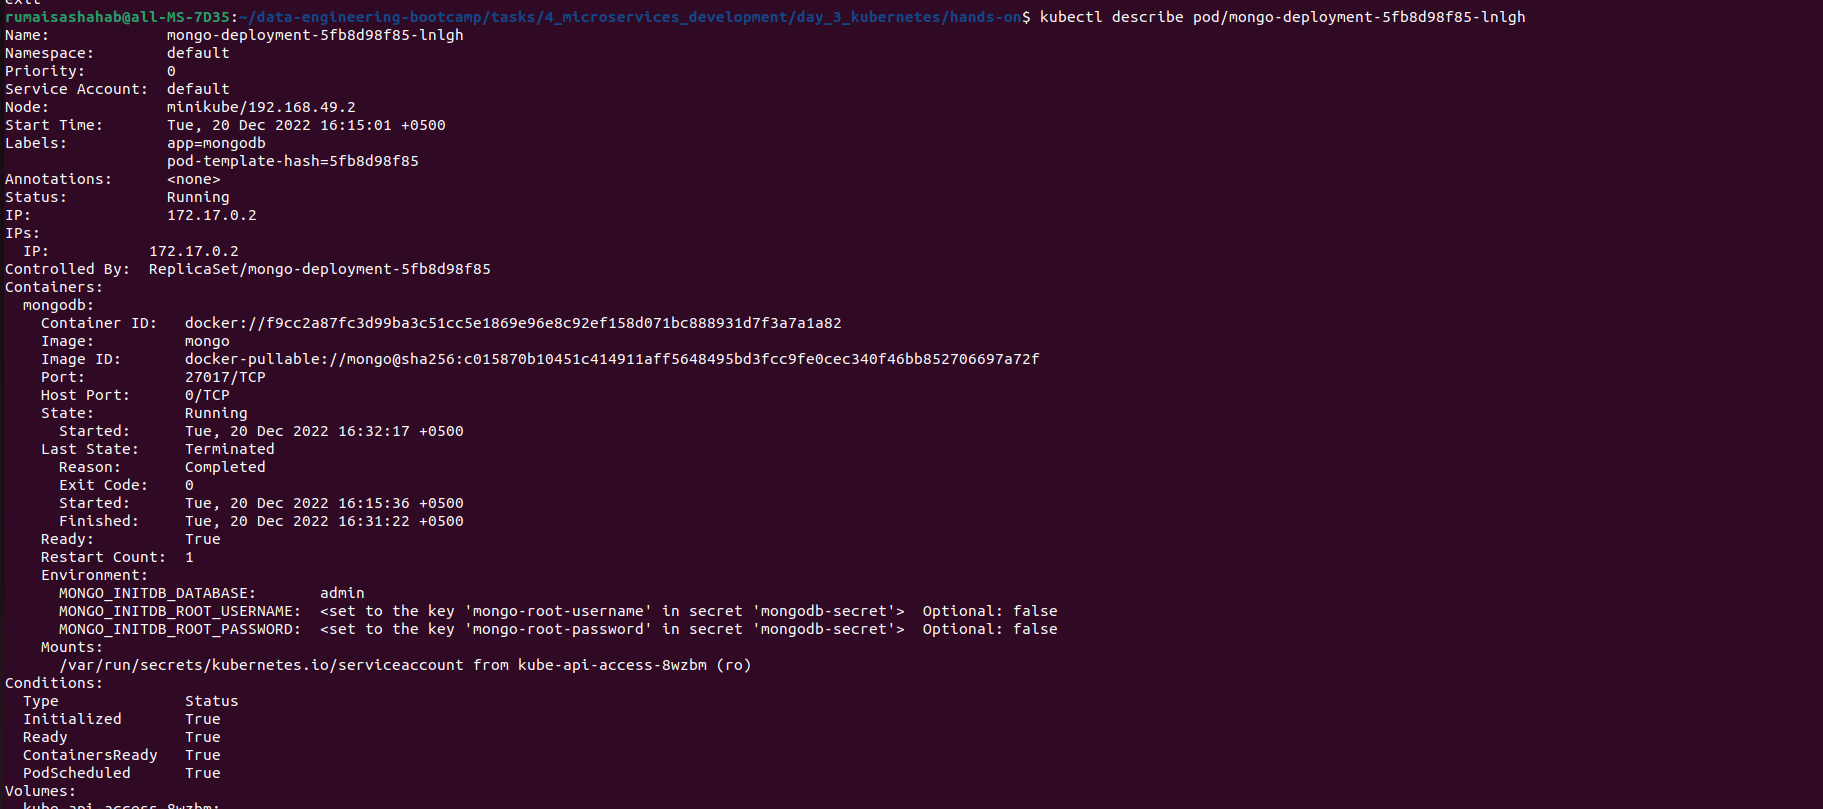 exit
rumaisashahab@all-MS-7D35:~/data-engineering-bootcamp/tasks/4_microservices_development/day_3_kubernetes/hands-on$ kubectl describe pod/mongo-deployment-5fb8d98f85-lnlgh
Name:             mongo-deployment-5fb8d98f85-lnlgh
Namespace:        default
Priority:         0
Service Account:  default
Node:             minikube/192.168.49.2
Start Time:       Tue, 20 Dec 2022 16:15:01 +0500
Labels:           app=mongodb
                  pod-template-hash=5fb8d98f85
Annotations:      <none>
Status:           Running
IP:               172.17.0.2
IPs:
  IP:           172.17.0.2
Controlled By:  ReplicaSet/mongo-deployment-5fb8d98f85
Containers:
  mongodb:
    Container ID:   docker://f9cc2a87fc3d99ba3c51cc5e1869e96e8c92ef158d071bc888931d7f3a7a1a82
    Image:          mongo
    Image ID:       docker-pullable://mongo@sha256:c015870b10451c414911aff5648495bd3fcc9fe0cec340f46bb852706697a72f
    Port:           27017/TCP
    Host Port:      0/TCP
    State:          Running
      Started:      Tue, 20 Dec 2022 16:32:17 +0500
    Last State:     Terminated
      Reason:       Completed
      Exit Code:    0
      Started:      Tue, 20 Dec 2022 16:15:36 +0500
      Finished:     Tue, 20 Dec 2022 16:31:22 +0500
    Ready:          True
    Restart Count:  1
    Environment:
      MONGO_INITDB_DATABASE:       admin
      MONGO_INITDB_ROOT_USERNAME:  <set to the key 'mongo-root-username' in secret 'mongodb-secret'>  Optional: false
      MONGO_INITDB_ROOT_PASSWORD:  <set to the key 'mongo-root-password' in secret 'mongodb-secret'>  Optional: false
    Mounts:
      /var/run/secrets/kubernetes.io/serviceaccount from kube-api-access-8wzbm (ro)
Conditions:
  Type              Status
  Initialized       True
  Ready             True
  ContainersReady   True
  PodScheduled      True
Volumes:
  kube-api-access-8wzbm: